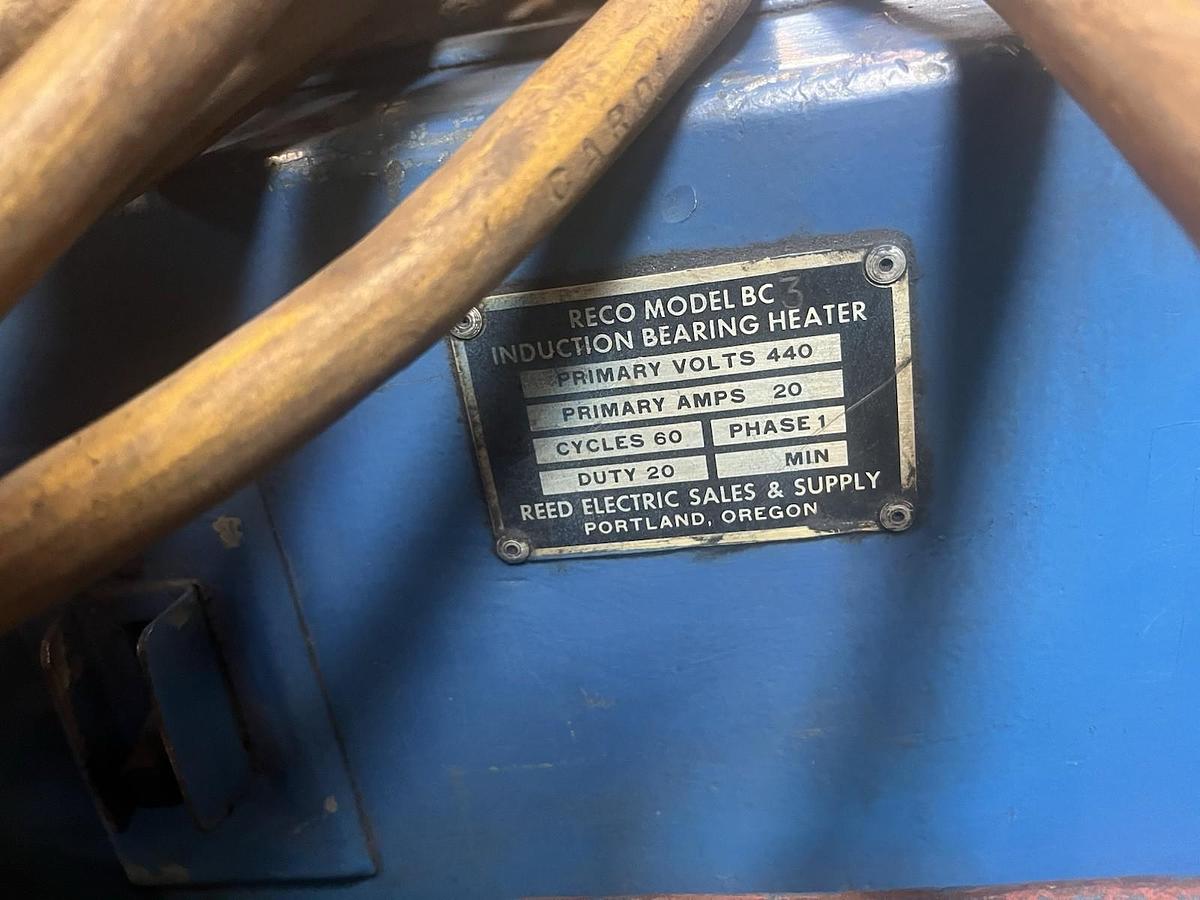 CARO
RECO MODEL BC 3
INDUCTION BEARING HEATER
PRIMARY VOLTS 440
PRIMARY AMPS 20
CYCLES 60 PHASE 1
DUTY 20 MIN
REED ELECTRIC SALES & SUPPLY
PORTLAND, OREGON